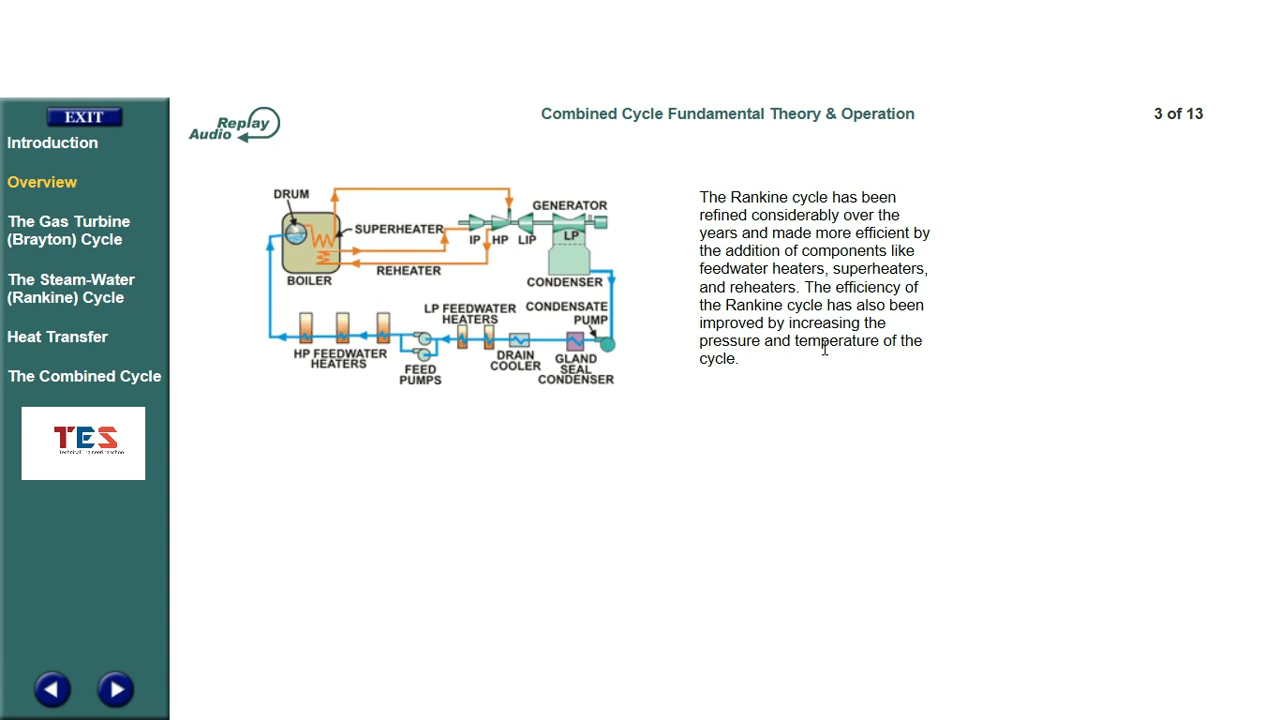 EXIT
Introduction
Overview
The Gas Turbine
(Brayton) Cycle
The Steam-Water
(Rankine) Cycle
Heat Transfer
The Combined Cycle
TES
Technical Engineering school
Replay
Audio
Combined Cycle Fundamental Theory & Operation
3 of 13
DRUM
SUPERHEATER
REHEATER
BOILER
GENERATOR
IP HP LIP
LP
CONDENSER
CONDENSATE
PUMP
LP FEEDWATER
HEATERS
HP FEEDWATER
HEATERS
FEED
PUMPS
DRAIN
COOLER
GLAND
SEAL
CONDENSER
The Rankine cycle has been
refined considerably over the
years and made more efficient by
the addition of components like
feedwater heaters, superheaters,
and reheaters. The efficiency of
the Rankine cycle has also been
improved by increasing the
pressure and temperature of the
cycle.